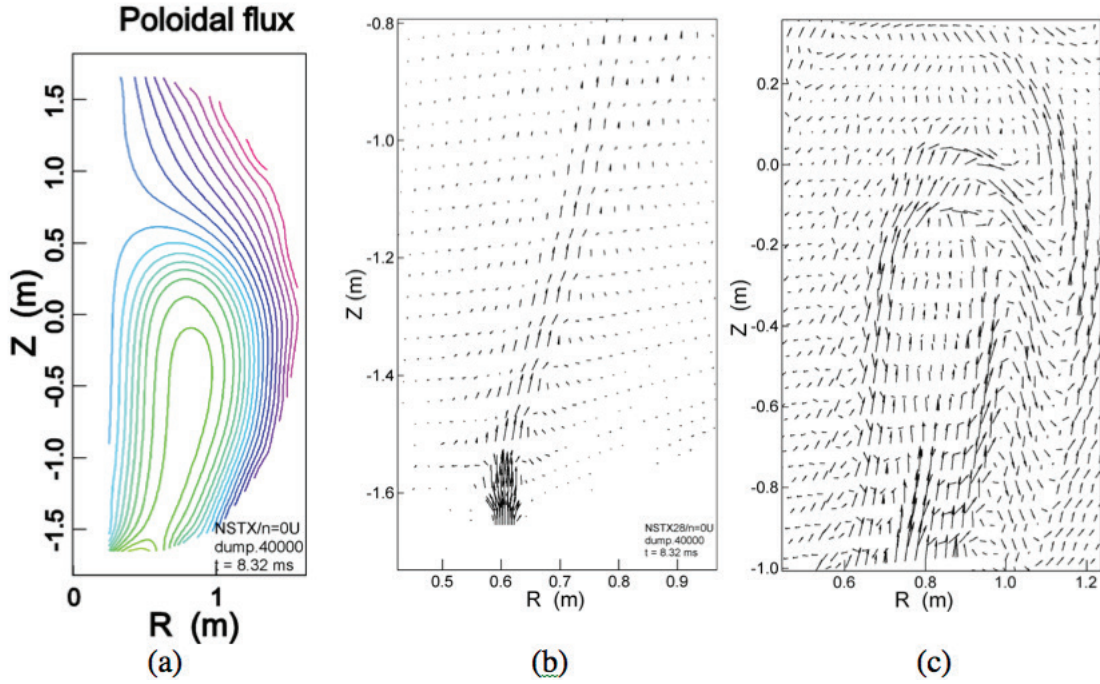 Poloidal flux
Z (m)
1.5
1.0
0.5
0.0
-0.5
-1.0
-1.5
NSTX/n=0U
dump.40000
t = 8.32 ms
0
1
R (m)
(a)
Z (m)
-0.8
-1.0
-1.2
-1.4
-1.6
NSTX28/n=0U
dump.40000
t = 8.32 ms
0.5
0.6
0.7
0.8
0.9
R (m)
(b)
Z (m)
0.2
0.0
-0.2
-0.4
-0.6
-0.8
-1.0
0.6
0.8
1.0
1.2
R (m)
(c)